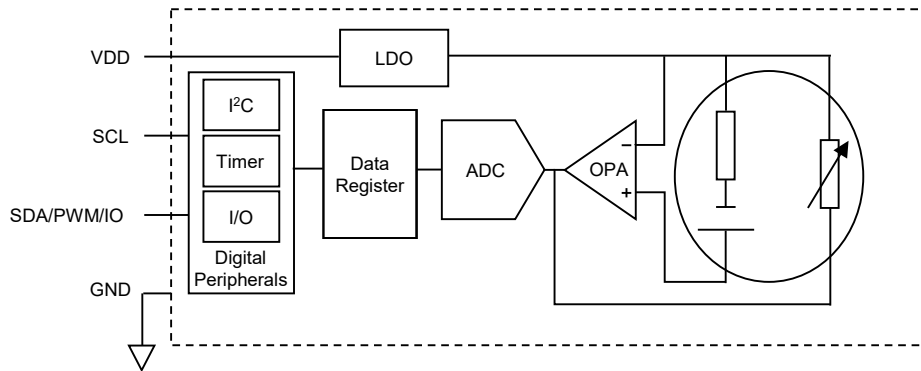 VDD
LDO
I²C
SCL
Timer
Data
Register
ADC
−
OPA
+
SDA/PWM/IO
I/O
Digital
Peripherals
GND